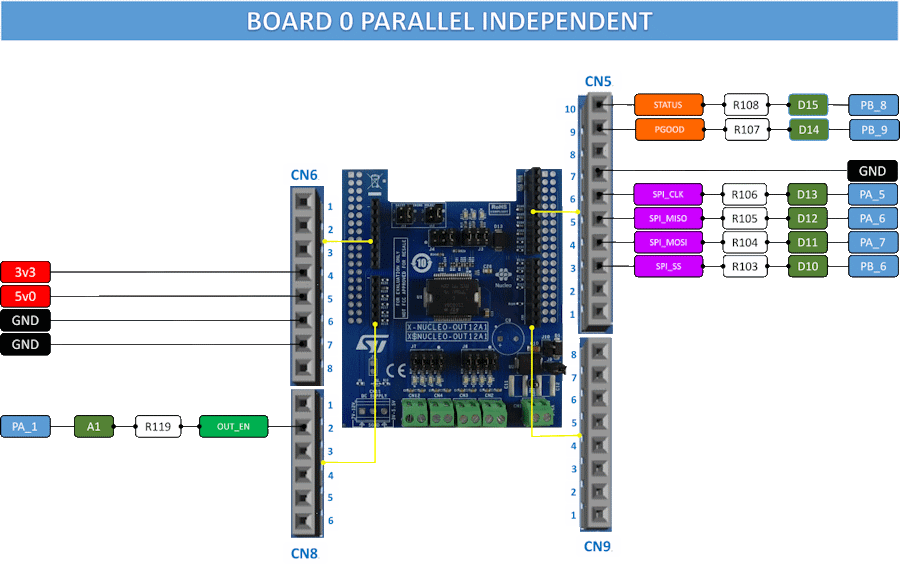 BOARD 0 PARALLEL INDEPENDENT
CN5
10 STATUS R108 D15 PB_8
9 PGOOD R107 D14 PB_9
8
7 GND
6 SPI_CLK R106 D13 PA_5
5 SPI_MISO R105 D12 PA_6
4 SPI_MOSI R104 D11 PA_7
3 SPI_SS R103 D10 PB_6
2
1
CN6
1
2
3
3v3 4
5v0 5
GND 6
GND 7
8
RoHS
FOR EVALUATION ONLY
NOT FCC APPROVED FOR RESALE
10
Nucleo
X-NUCLEO-OUT12A1
ST
CE
J7
J8
CN12 CN4 CN3 CN2
DC SUPPLY
1
PA_1 A1 R119 OUT_EN 2
3
4
5
6
CN8
8
7
6
5
4
3
2
1
CN9